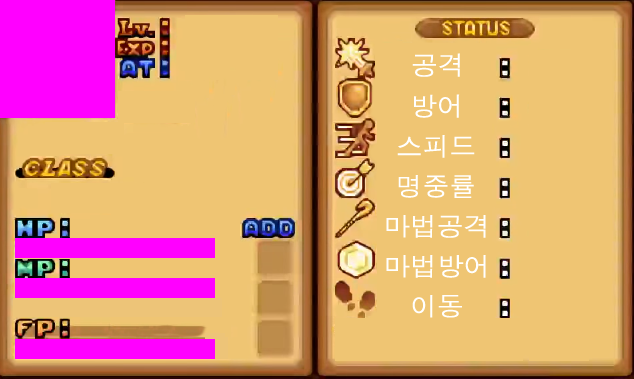 Lv. :
EXP :
AT :
CLASS
HP :
ADD
MP :
FP :
STATUS
공격 :
방어 :
스피드 :
명중률 :
마법공격 :
마법방어 :
이동 :